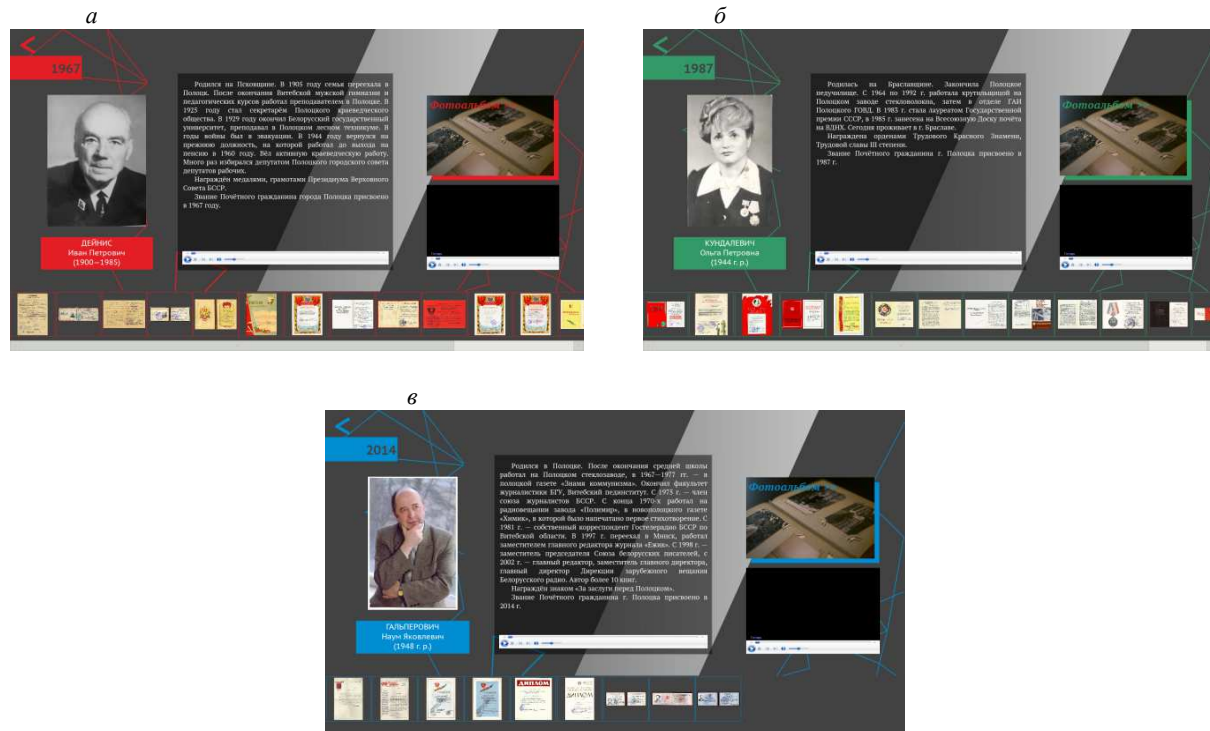 а
1967
Родился на Псковщине. В 1905 году семья переехала в
Полоцк. После окончания Витебской мужской гимназии и
педагогических курсов работал преподавателем в Полоцке. В
1925 году стал секретарём Полоцкого краеведческого
общества. В 1929 году окончил Белорусский государственный
университет, преподавал в Полоцком лесном техникуме. В
годы войны был в эвакуации. В 1944 году вернулся на
прежнюю должность, на которой работал до выхода на
пенсию в 1960 году. Вёл активную краеведческую работу.
Много раз избирался депутатом Полоцкого городского совета
депутатов рабочих.
Награждён медалями, грамотами Президиума Верховного
Совета БССР.
Звание Почётного гражданина города Полоцка присвоено
в 1967 году.
Фотоальбом
ДЕЙНИС
Иван Петрович
(1900—1985)
б
1987
Родилась на Браславщине. Закончила Полоцкое
педучилище. С 1964 по 1992 г. работала крутильщицей на
Полоцком заводе стекловолокна, затем в отделе ГАИ
Полоцкого ГОВД. В 1983 г. стала лауреатом Государственной
премии СССР, в 1985 г. занесена на Всесоюзную Доску почёта
на ВДНХ. Сегодня проживает в г. Браславе.
Награждена орденами Трудового Красного Знамени,
Трудовой славы III степени.
Звание Почётного гражданина г. Полоцка присвоено в
1987 г.
Фотоальбом
КУНДАЛЕВИЧ
Ольга Петровна
(1944 г. р.)
в
2014
Родился в Полоцке. После окончания средней школы
работал на Полоцком стеклозаводе, в 1967—1977 гг. — в
полоцкой газете «Знамя коммунизма». Окончил факультет
журналистики БГУ, Витебский пединститут. С 1973 г. — член
союза журналистов БССР. С конца 1970-х работал на
радиовещании завода «Полимир», в новополоцкого газете
«Химик», в которой было напечатано первое стихотворение. С
1981 г. — собственный корреспондент Гостелерадио БССР по
Витебской области. В 1997 г. переехал в Минск, работал
заместителем главного редактора журнала «Ежик». С 1998 г. —
заместитель председателя Союза белорусских писателей, с
2002 г. — главный редактор, заместитель главного директора,
главный директор Дирекции зарубежного вещания
Белорусского радио. Автор более 10 книг.
Награждён знаком «За заслуги перед Полоцком».
Звание Почётного гражданина г. Полоцка присвоено в
2014 г.
Фотоальбом
ГАЛЬПЕРОВИЧ
Наум Яковлевич
(1948 г. р.)
ДИПЛОМ
ДИПЛОМ